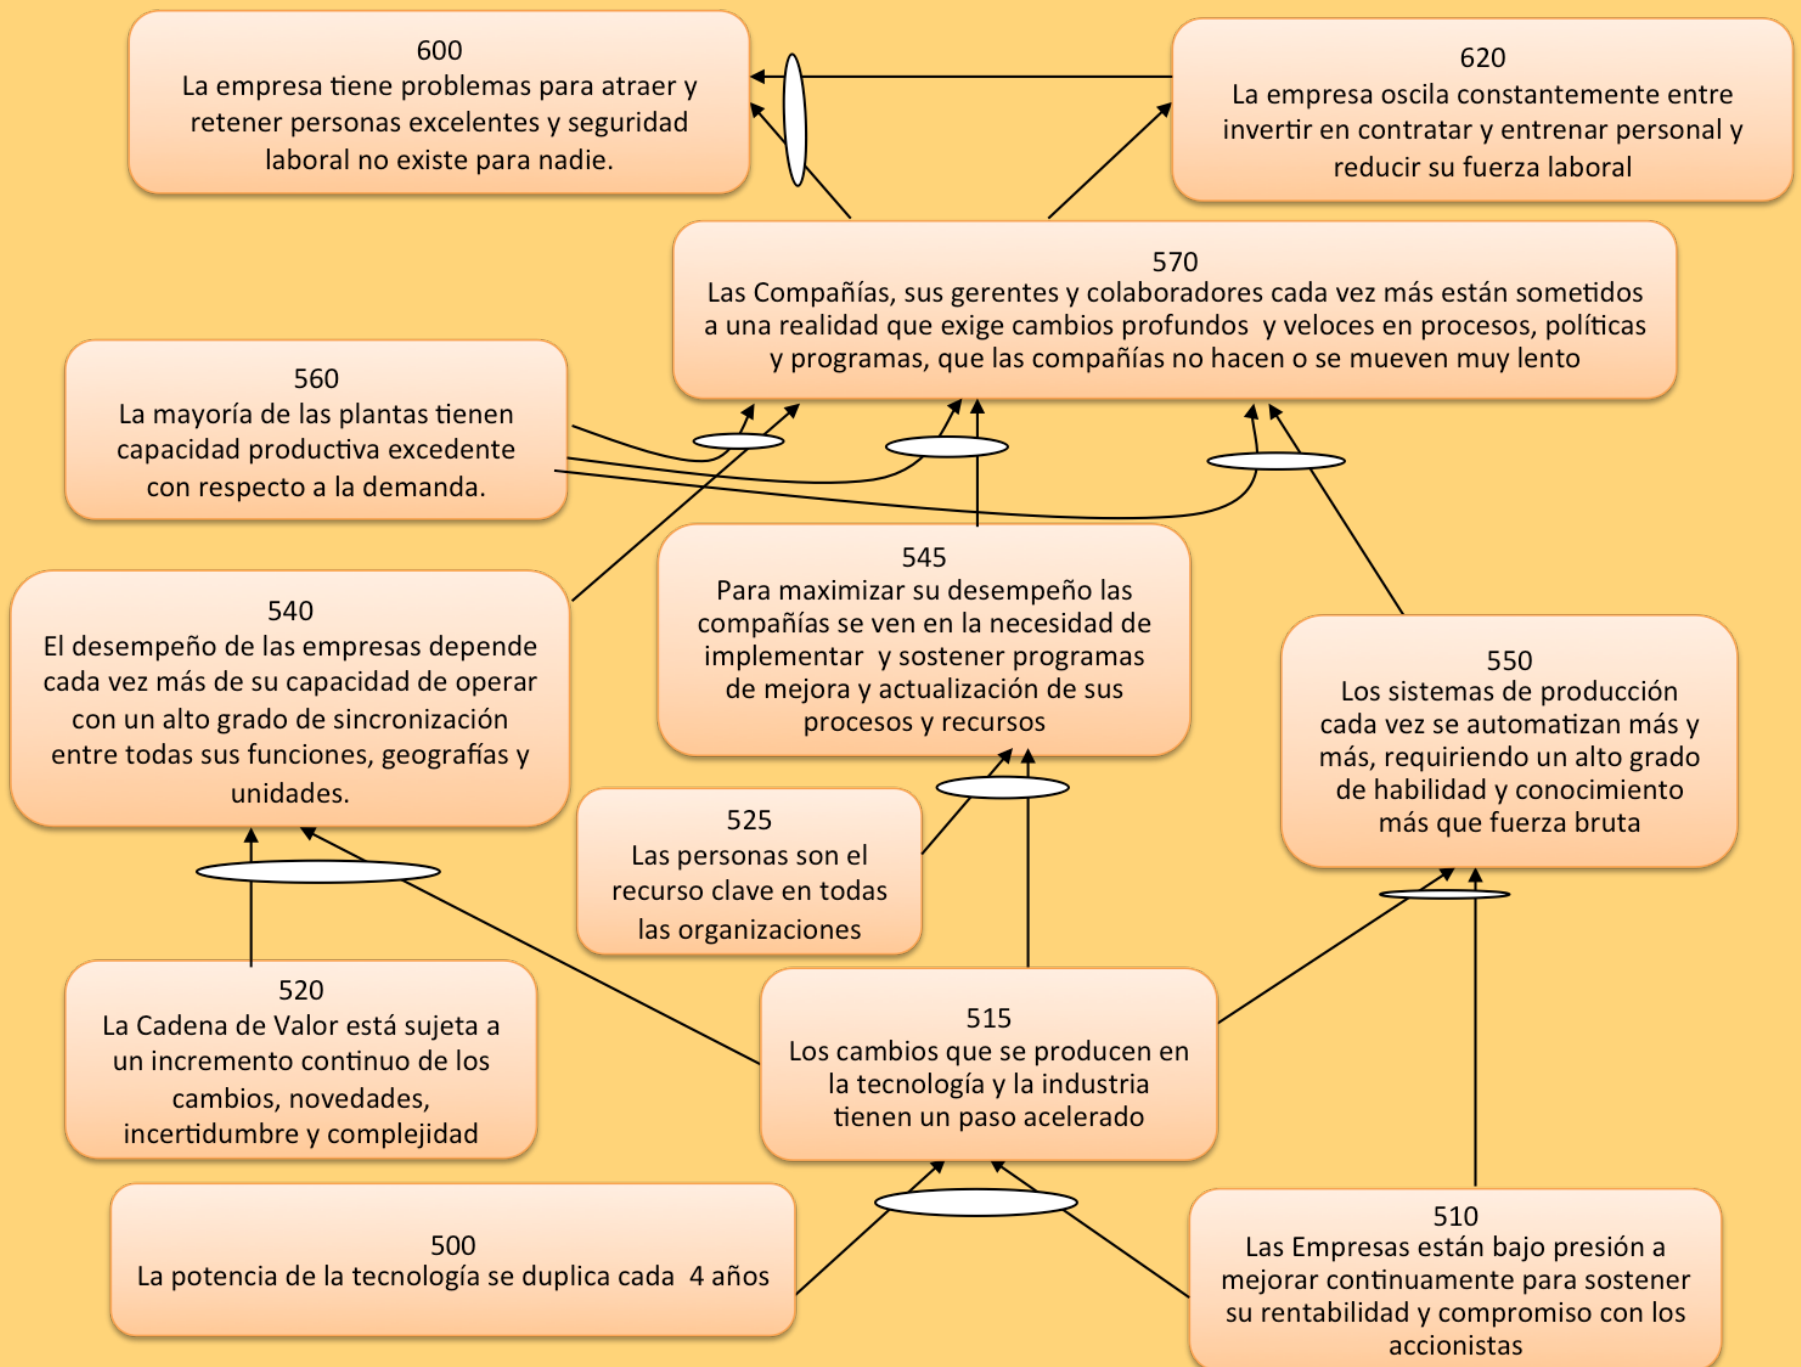 600
La empresa tiene problemas para atraer y
retener personas excelentes y seguridad
laboral no existe para nadie.
620
La empresa oscila constantemente entre
invertir en contratar y entrenar personal y
reducir su fuerza laboral
570
Las Compañías, sus gerentes y colaboradores cada vez más están sometidos
a una realidad que exige cambios profundos y veloces en procesos, políticas
y programas, que las compañías no hacen o se mueven muy lento
560
La mayoría de las plantas tienen
capacidad productiva excedente
con respecto a la demanda.
545
Para maximizar su desempeño las
compañías se ven en la necesidad de
implementar y sostener programas
de mejora y actualización de sus
procesos y recursos
540
El desempeño de las empresas depende
cada vez más de su capacidad de operar
con un alto grado de sincronización
entre todas sus funciones, geografías y
unidades.
550
Los sistemas de producción
cada vez se automatizan más y
más, requiriendo un alto grado
de habilidad y conocimiento
más que fuerza bruta
525
Las personas son el
recurso clave en todas
las organizaciones
520
La Cadena de Valor está sujeta a
un incremento continuo de los
cambios, novedades,
incertidumbre y complejidad
515
Los cambios que se producen en
la tecnología y la industria
tienen un paso acelerado
500
La potencia de la tecnología se duplica cada 4 años
510
Las Empresas están bajo presión a
mejorar continuamente para sostener
su rentabilidad y compromiso con los
accionistas